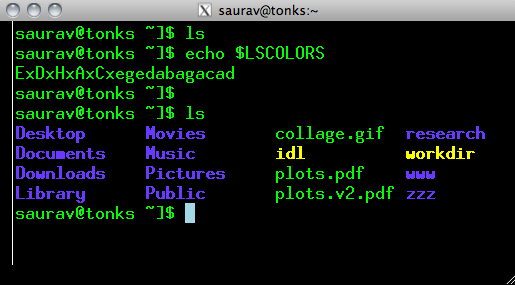 X saurav@tonks:~
saurav@tonks ~]$ ls
saurav@tonks ~]$ echo $LSCOLORS
ExDxHxAxCxegedabagacad
saurav@tonks ~]$
saurav@tonks ~]$ ls
Desktop Movies collage.gif research
Documents Music idl workdir
Downloads Pictures plots.pdf www
Library Public plots.v2.pdf zzz
saurav@tonks ~]$